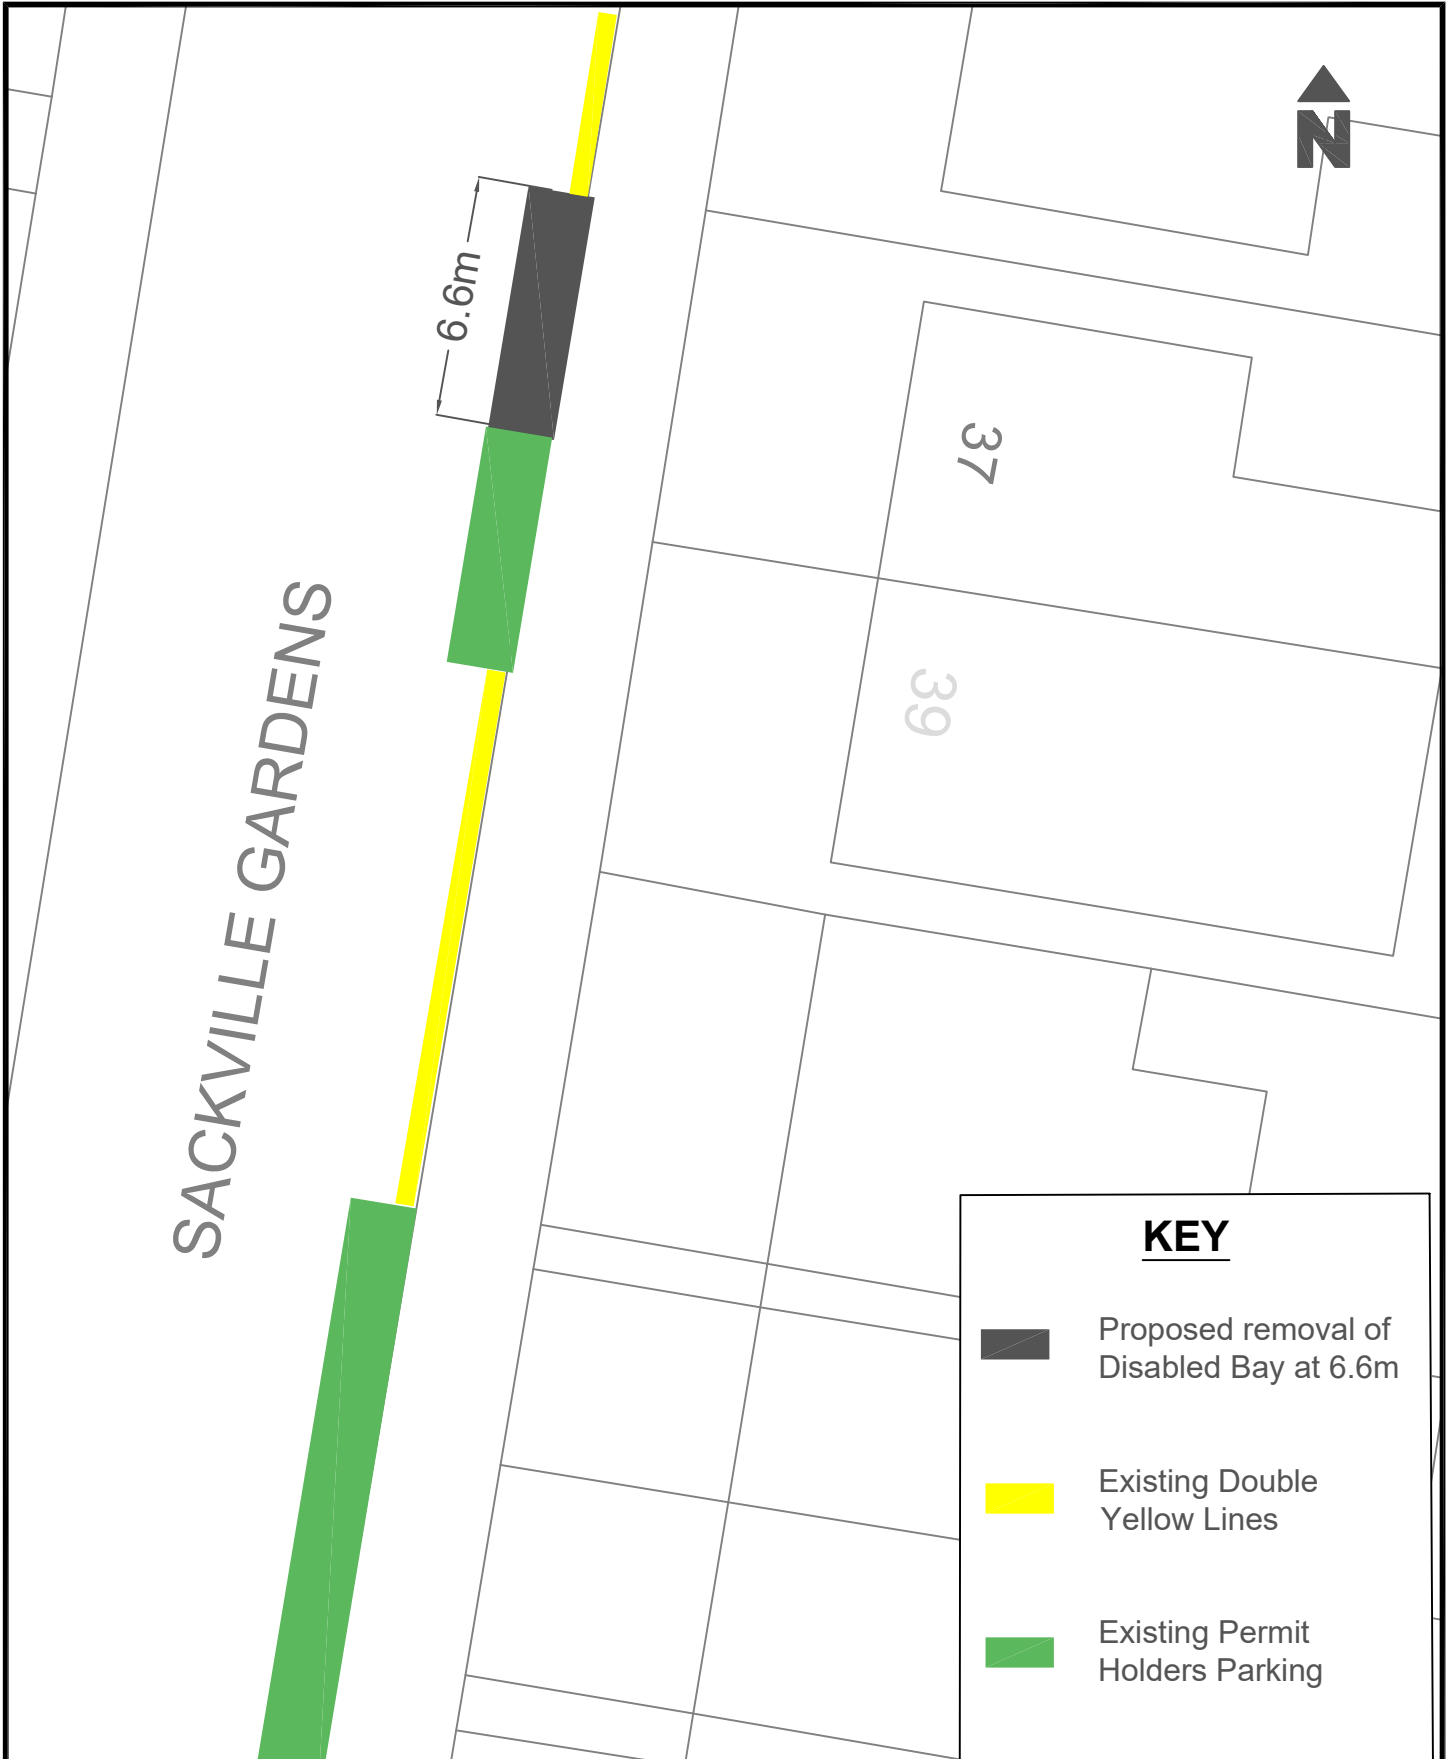 N
6.6m
37
39
SACKVILLE GARDENS
KEY
Proposed removal of
Disabled Bay at 6.6m
Existing Double
Yellow Lines
Existing Permit
Holders Parking